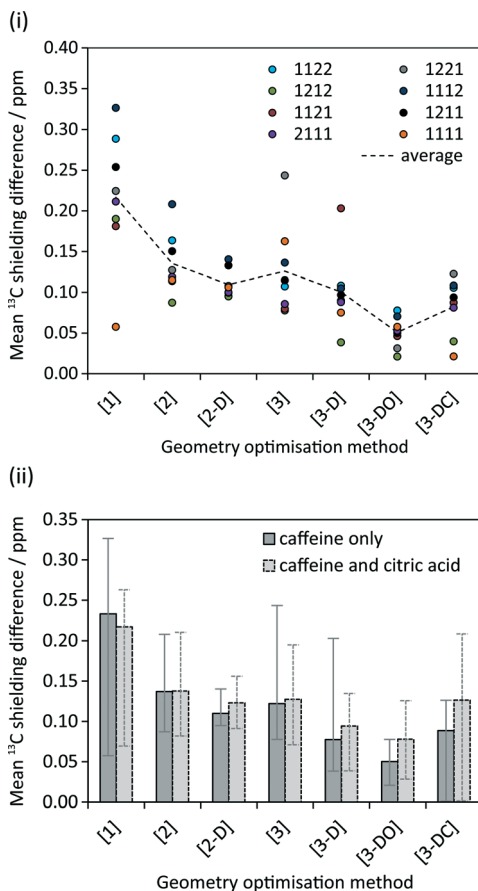 (i)
0.40
0.35
0.30
0.25
0.20
0.15
0.10
0.05
0.00
Mean ¹³C shielding difference / ppm
1122
1221
1212
1112
1121
1211
2111
1111
average
[1]
[2]
[2-D]
[3]
[3-D]
[3-DO]
[3-DC]
Geometry optimisation method
(ii)
0.35
0.30
0.25
0.20
0.15
0.10
0.05
0.00
Mean ¹³C shielding difference / ppm
caffeine only
caffeine and citric acid
[1]
[2]
[2-D]
[3]
[3-D]
[3-DO]
[3-DC]
Geometry optimisation method